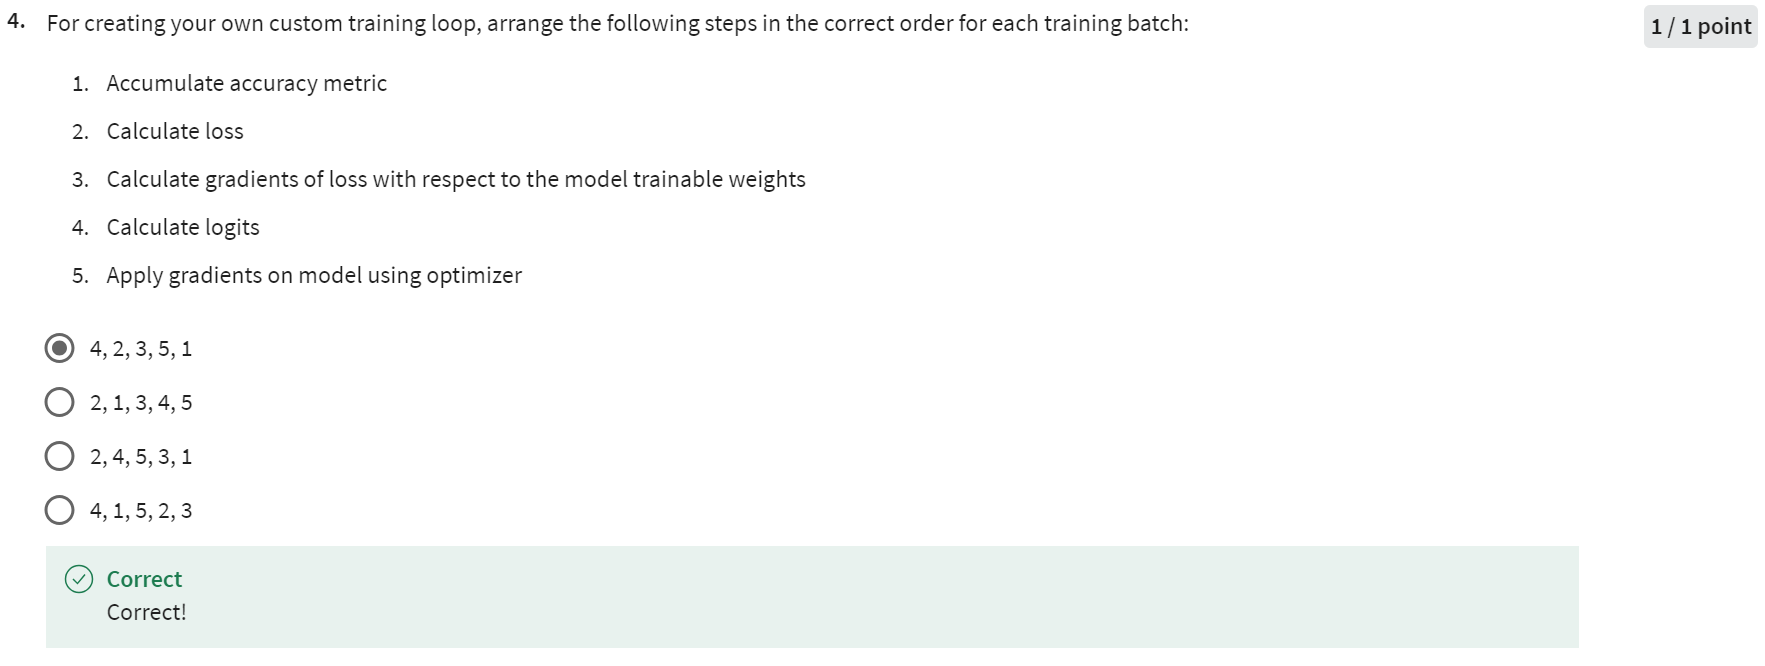 4. For creating your own custom training loop, arrange the following steps in the correct order for each training batch:
1 / 1 point
1. Accumulate accuracy metric
2. Calculate loss
3. Calculate gradients of loss with respect to the model trainable weights
4. Calculate logits
5. Apply gradients on model using optimizer
4, 2, 3, 5, 1
2, 1, 3, 4, 5
2, 4, 5, 3, 1
4, 1, 5, 2, 3
Correct
Correct!